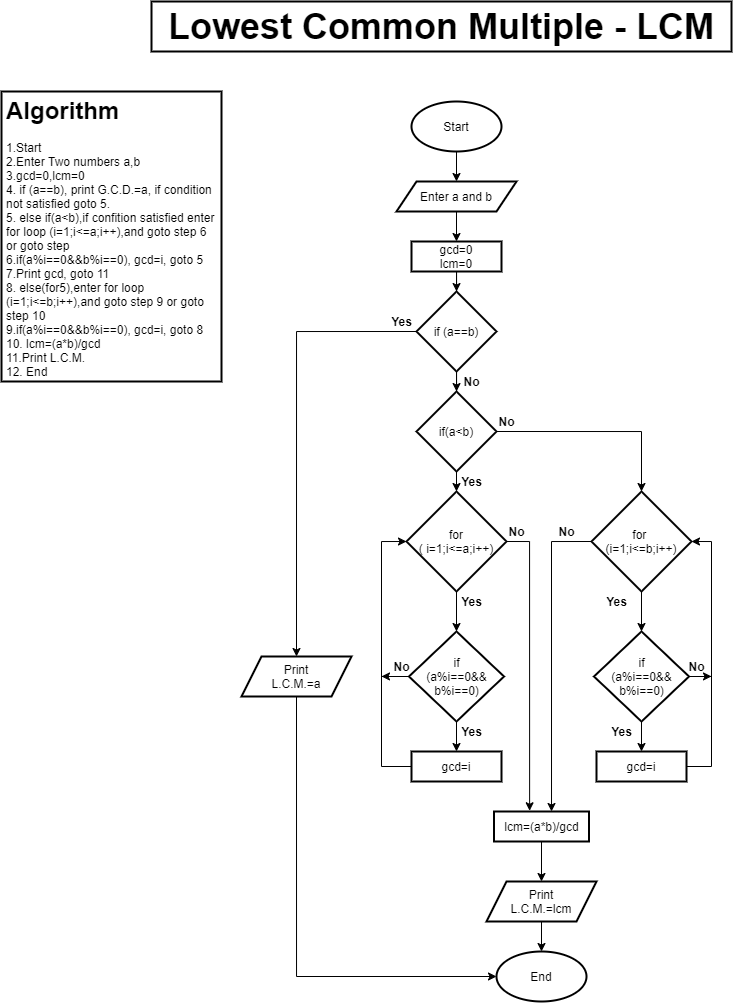 Lowest Common Multiple - LCM
Algorithm
1.Start
2.Enter Two numbers a,b
3.gcd=0,lcm=0
4. if (a==b), print G.C.D.=a, if condition
not satisfied goto 5.
5. else if(a<b),if confition satisfied enter
for loop (i=1;i<=a;i++),and goto step 6
or goto step
6.if(a%i==0&&b%i==0), gcd=i, goto 5
7.Print gcd, goto 11
8. else(for5),enter for loop
(i=1;i<=b;i++),and goto step 9 or goto
step 10
9.if(a%i==0&&b%i==0), gcd=i, goto 8
10. lcm=(a*b)/gcd
11.Print L.C.M.
12. End
Start
Enter a and b
gcd=0
lcm=0
Yes
if (a==b)
No
if(a<b)
No
Yes
for
( i=1;i<=a;i++)
No
No
for
(i=1;i<=b;i++)
Yes
Yes
Print
L.C.M.=a
No
if
(a%i==0&&
b%i==0)
if
(a%i==0&&
b%i==0)
No
Yes
Yes
gcd=i
gcd=i
lcm=(a*b)/gcd
Print
L.C.M.=lcm
End